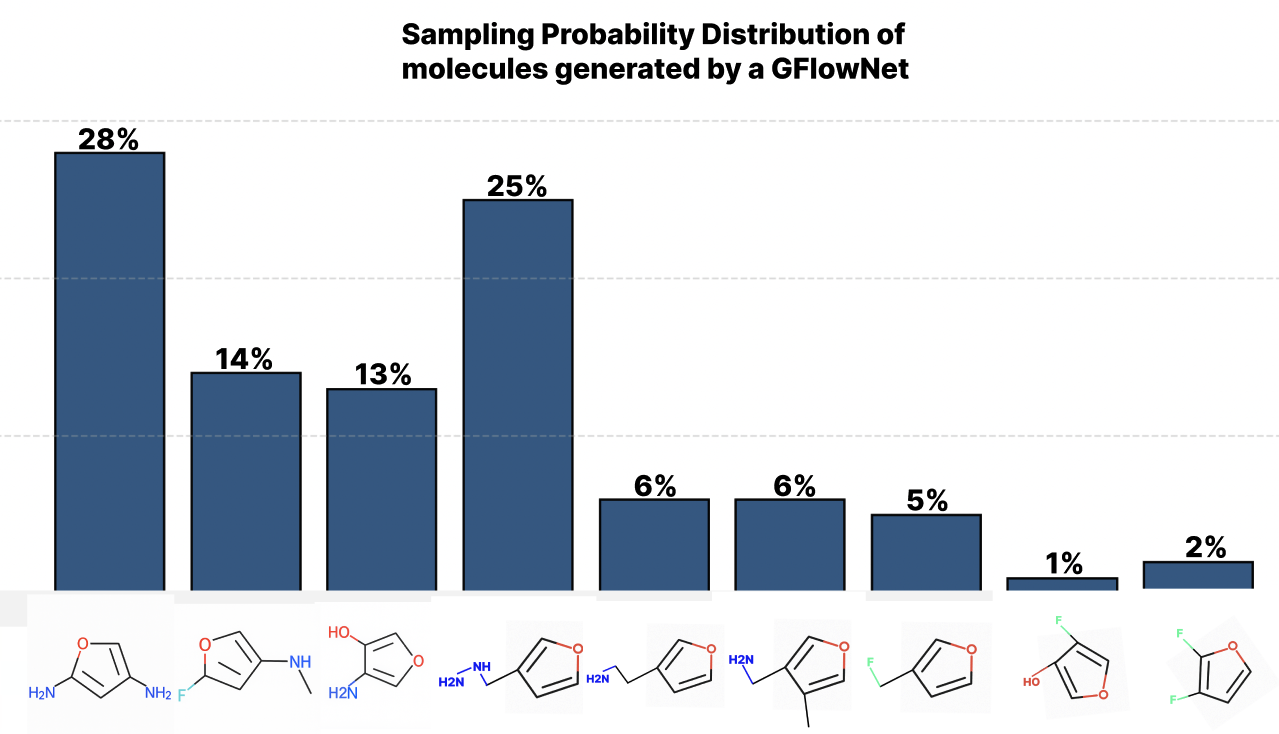 Sampling Probability Distribution of
molecules generated by a GFlowNet
28%
14%
13%
25%
6%
6%
5%
1%
2%
O
H₂N
NH₂
O
F
NH
HO
O
H₂N
H2N
NH
O
H2N
O
H2N
O
F
O
F
HO
O
F
O
F